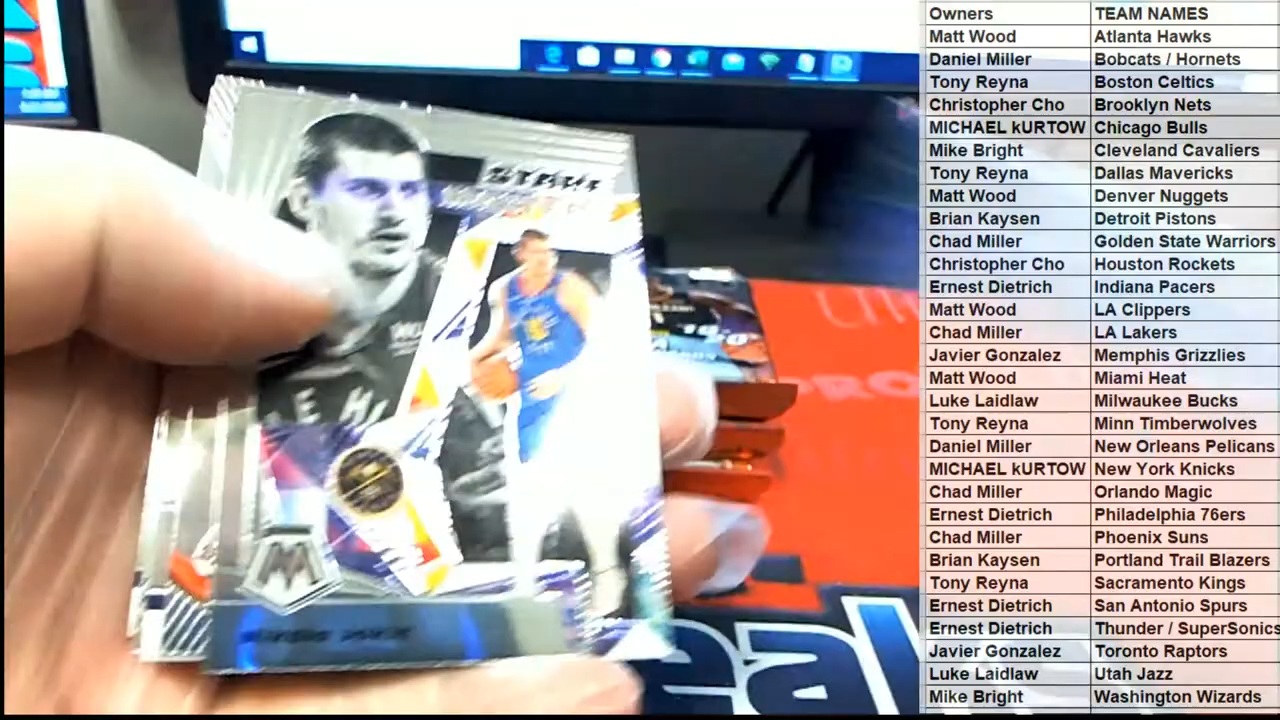 Owners TEAM NAMES
Matt Wood Atlanta Hawks
Daniel Miller Bobcats / Hornets
Tony Reyna Boston Celtics
Christopher Cho Brooklyn Nets
MICHAEL kURTOW Chicago Bulls
Mike Bright Cleveland Cavaliers
Tony Reyna Dallas Mavericks
Matt Wood Denver Nuggets
Brian Kaysen Detroit Pistons
Chad Miller Golden State Warriors
Christopher Cho Houston Rockets
Ernest Dietrich Indiana Pacers
Matt Wood LA Clippers
Chad Miller LA Lakers
Javier Gonzalez Memphis Grizzlies
Matt Wood Miami Heat
Luke Laidlaw Milwaukee Bucks
Tony Reyna Minn Timberwolves
Daniel Miller New Orleans Pelicans
MICHAEL kURTOW New York Knicks
Chad Miller Orlando Magic
Ernest Dietrich Philadelphia 76ers
Chad Miller Phoenix Suns
Brian Kaysen Portland Trail Blazers
Tony Reyna Sacramento Kings
Ernest Dietrich San Antonio Spurs
Ernest Dietrich Thunder / SuperSonics
Javier Gonzalez Toronto Raptors
Luke Laidlaw Utah Jazz
Mike Bright Washington Wizards